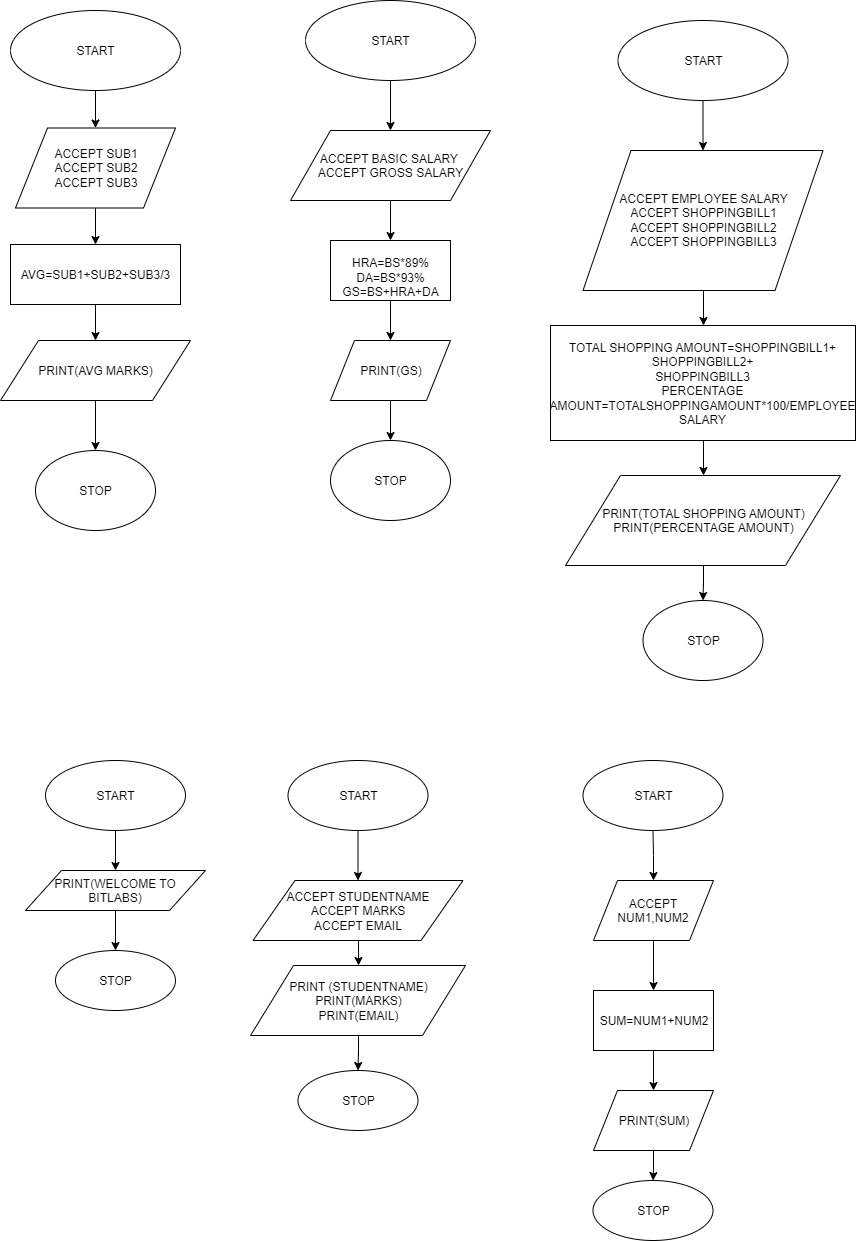 START
ACCEPT SUB1
ACCEPT SUB2
ACCEPT SUB3
AVG=SUB1+SUB2+SUB3/3
PRINT(AVG MARKS)
STOP
START
ACCEPT BASIC SALARY
ACCEPT GROSS SALARY
HRA=BS*89%
DA=BS*93%
GS=BS+HRA+DA
PRINT(GS)
STOP
START
ACCEPT EMPLOYEE SALARY
ACCEPT SHOPPINGBILL1
ACCEPT SHOPPINGBILL2
ACCEPT SHOPPINGBILL3
TOTAL SHOPPING AMOUNT=SHOPPINGBILL1+
SHOPPINGBILL2+
SHOPPINGBILL3
PERCENTAGE
AMOUNT=TOTALSHOPPINGAMOUNT*100/EMPLOYEE
SALARY
PRINT(TOTAL SHOPPING AMOUNT)
PRINT(PERCENTAGE AMOUNT)
STOP
START
PRINT(WELCOME TO
BITLABS)
STOP
START
ACCEPT STUDENTNAME
ACCEPT MARKS
ACCEPT EMAIL
PRINT (STUDENTNAME)
PRINT(MARKS)
PRINT(EMAIL)
STOP
START
ACCEPT
NUM1,NUM2
SUM=NUM1+NUM2
PRINT(SUM)
STOP